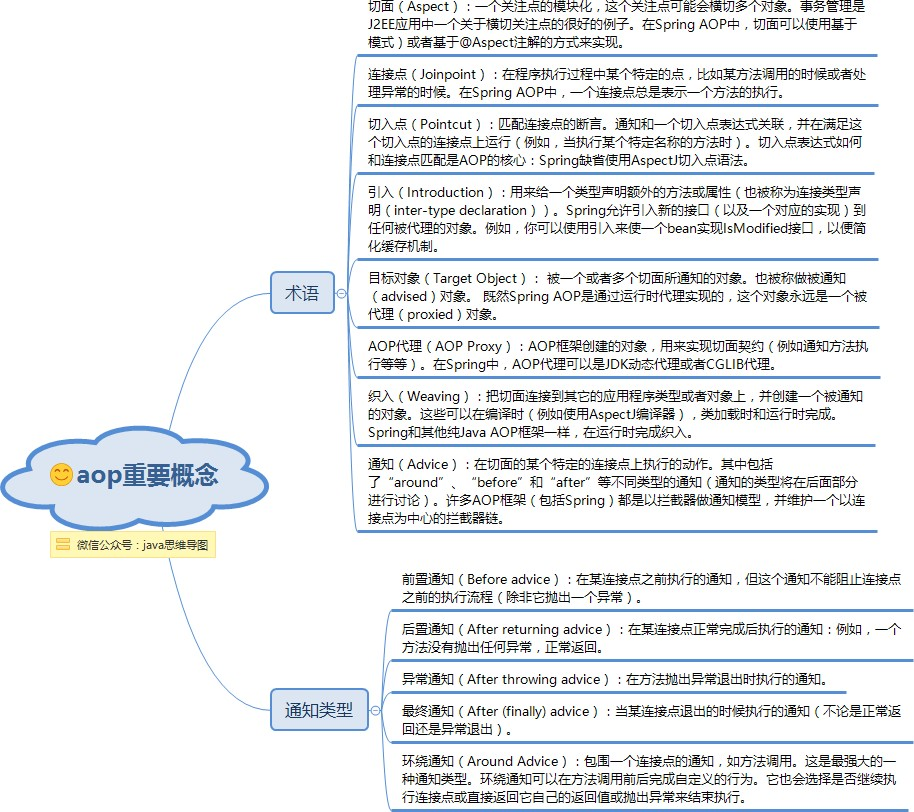 切面（Aspect）：一个关注点的模块化，这个关注点可能会横切多个对象。事务管理是
J2EE应用中一个关于横切关注点的很好的例子。在Spring AOP中，切面可以使用基于
模式）或者基于@Aspect注解的方式来实现。
连接点（Joinpoint）：在程序执行过程中某个特定的点，比如某方法调用的时候或者处
理异常的时候。在Spring AOP中，一个连接点总是表示一个方法的执行。
切入点（Pointcut）：匹配连接点的断言。通知和一个切入点表达式关联，并在满足这
个切入点的连接点上运行（例如，当执行某个特定名称的方法时）。切入点表达式如何
和连接点匹配是AOP的核心：Spring缺省使用AspectJ切入点语法。
引入（Introduction）：用来给一个类型声明额外的方法或属性（也被称为连接类型声
明（inter-type declaration））。Spring允许引入新的接口（以及一个对应的实现）到
任何被代理的对象。例如，你可以使用引入来使一个bean实现IsModified接口，以便简
化缓存机制。
目标对象（Target Object）： 被一个或者多个切面所通知的对象。也被称做被通知
（advised）对象。 既然Spring AOP是通过运行时代理实现的，这个对象永远是一个被
代理（proxied）对象。
AOP代理（AOP Proxy）：AOP框架创建的对象，用来实现切面契约（例如通知方法执
行等等）。在Spring中，AOP代理可以是JDK动态代理或者CGLIB代理。
织入（Weaving）：把切面连接到其它的应用程序类型或者对象上，并创建一个被通知
的对象。这些可以在编译时（例如使用AspectJ编译器），类加载时和运行时完成。
Spring和其他纯Java AOP框架一样，在运行时完成织入。
通知（Advice）：在切面的某个特定的连接点上执行的动作。其中包括
了“around”、“before”和“after”等不同类型的通知（通知的类型将在后面部分
进行讨论）。许多AOP框架（包括Spring）都是以拦截器做通知模型，并维护一个以连
接点为中心的拦截器链。
术语
aop重要概念
微信公众号：java思维导图
通知类型
前置通知（Before advice）：在某连接点之前执行的通知，但这个通知不能阻止连接点
之前的执行流程（除非它抛出一个异常）。
后置通知（After returning advice）：在某连接点正常完成后执行的通知：例如，一个
方法没有抛出任何异常，正常返回。
异常通知（After throwing advice）：在方法抛出异常退出时执行的通知。
最终通知（After (finally) advice）：当某连接点退出的时候执行的通知（不论是正常返
回还是异常退出）。
环绕通知（Around Advice）：包围一个连接点的通知，如方法调用。这是最强大的一
种通知类型。环绕通知可以在方法调用前后完成自定义的行为。它也会选择是否继续执
行连接点或直接返回它自己的返回值或抛出异常来结束执行。